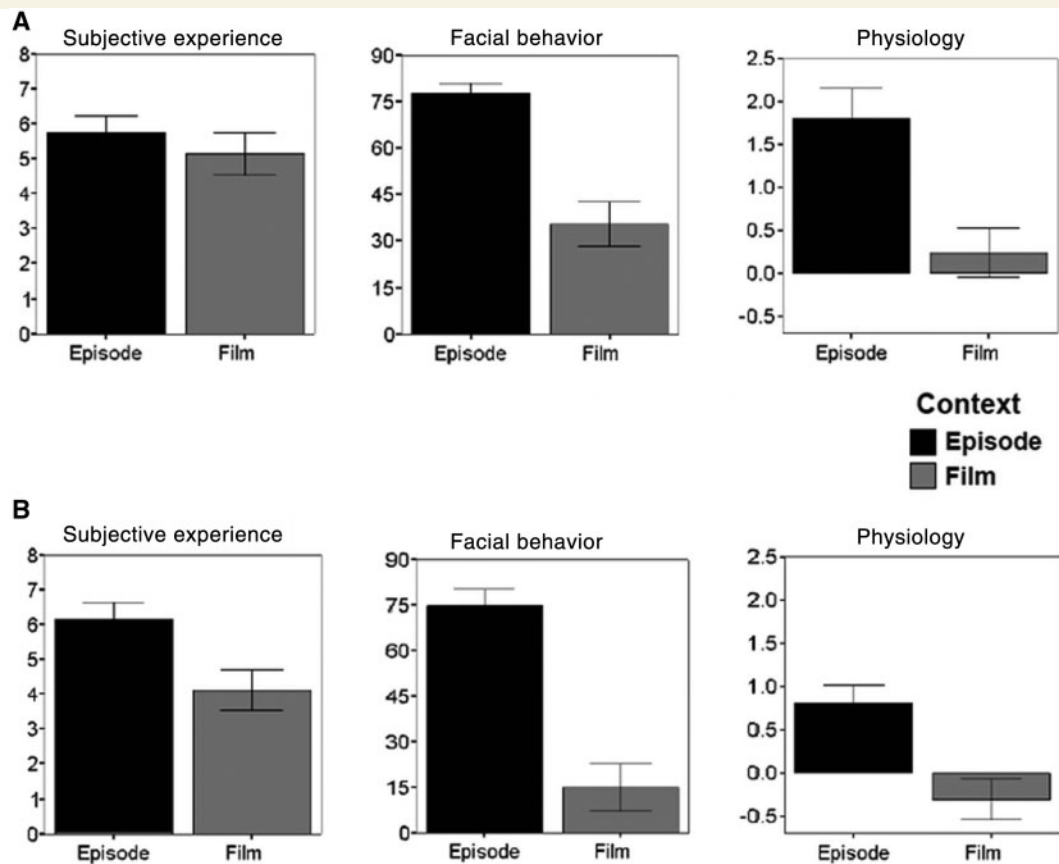 A
Subjective experience
8
7
6
5
4
3
2
1
0
Episode Film
Facial behavior
90
75
60
45
30
15
0
Episode Film
Physiology
2.5
2.0
1.5
1.0
0.5
0.0
-0.5
Episode Film
Context
Episode
Film
B
Subjective experience
8
7
6
5
4
3
2
1
0
Episode Film
Facial behavior
90
75
60
45
30
15
0
Episode Film
Physiology
2.5
2.0
1.5
1.0
0.5
0.0
-0.5
Episode Film